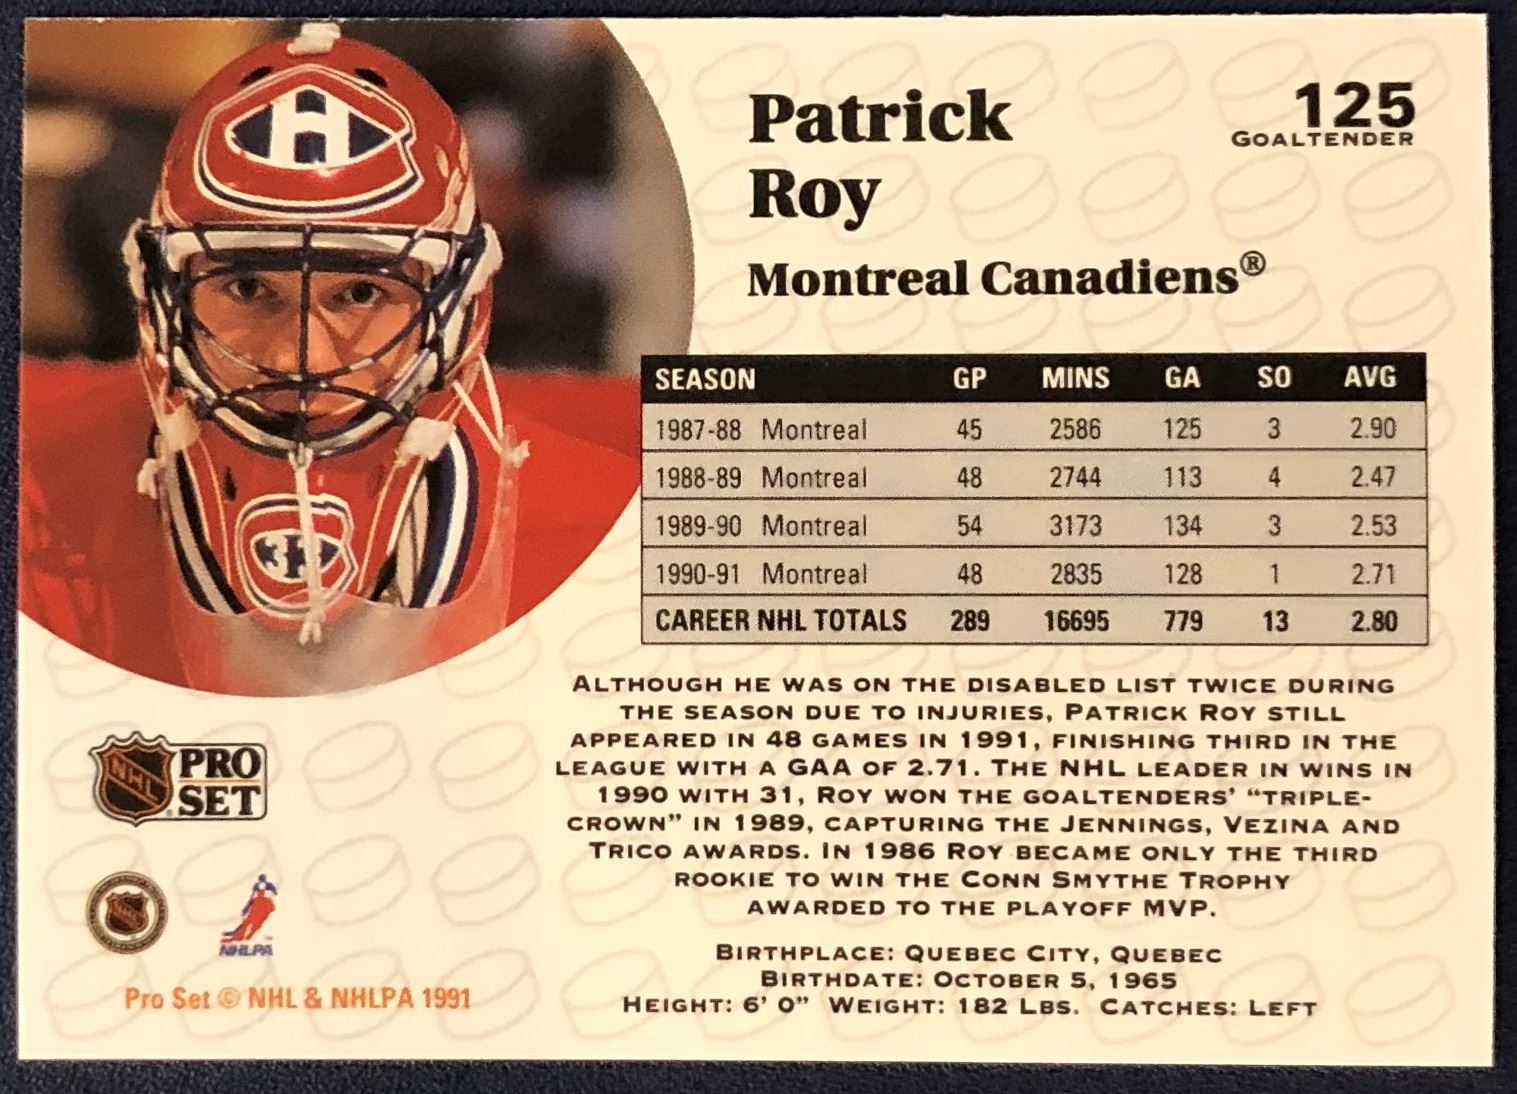 Patrick
Roy
125
GOALTENDER
Montreal Canadiens®
SEASON GP MINS GA SO AVG
1987-88 Montreal 45 2586 125 3 2.90
1988-89 Montreal 48 2744 113 4 2.47
1989-90 Montreal 54 3173 134 3 2.53
1990-91 Montreal 48 2835 128 1 2.71
CAREER NHL TOTALS 289 16695 779 13 2.80
ALTHOUGH HE WAS ON THE DISABLED LIST TWICE DURING
THE SEASON DUE TO INJURIES, PATRICK ROY STILL
APPEARED IN 48 GAMES IN 1991, FINISHING THIRD IN THE
LEAGUE WITH A GAA OF 2.71. THE NHL LEADER IN WINS IN
1990 WITH 31, ROY WON THE GOALTENDERS' "TRIPLE-
CROWN" IN 1989, CAPTURING THE JENNINGS, VEZINA AND
TRICO AWARDS. IN 1986 ROY BECAME ONLY THE THIRD
ROOKIE TO WIN THE CONN SMYTHE TROPHY
AWARDED TO THE PLAYOFF MVP.
BIRTHPLACE: QUEBEC CITY, QUEBEC
BIRTHDATE: OCTOBER 5, 1965
HEIGHT: 6' 0" WEIGHT: 182 LBS. CATCHES: LEFT
H
33
NHL
PRO
SET
NHLPA
Pro Set © NHL & NHLPA 1991